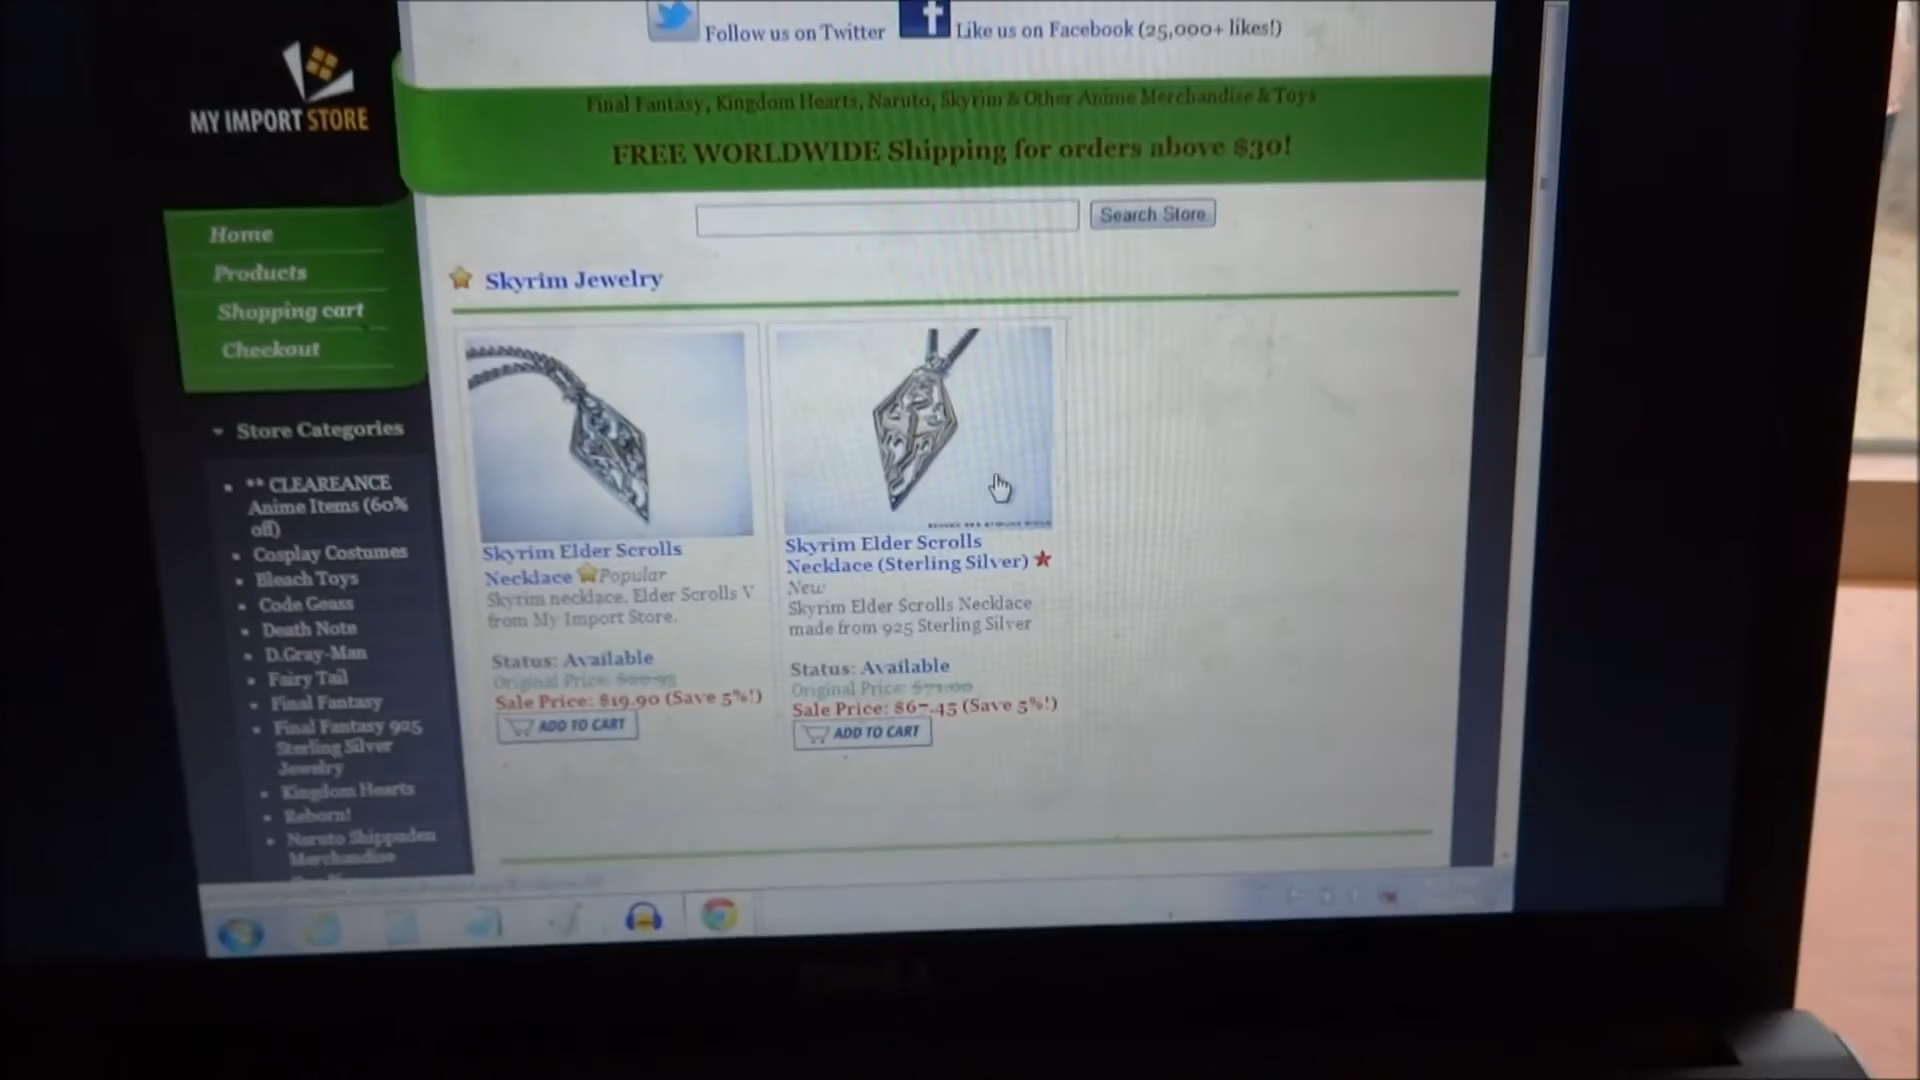 Follow us on Twitter
Like us on Facebook (25,000+ likes!)
MY IMPORT STORE
Final Fantasy, Kingdom Hearts, Naruto, Skyrim & Other Anime Merchandise & Toys
FREE WORLDWIDE Shipping for orders above $30!
Search Store
Home
Products
Shopping cart
Checkout
Store Categories
** CLEAREANCE
Anime Items (60%
off)
Cosplay Costumes
Bleach Toys
Code Geass
Death Note
D.Gray-Man
Fairy Tail
Final Fantasy
Final Fantasy 925
Sterling Silver
Jewelry
Kingdom Hearts
Reborn!
Naruto Shippuden
Merchandise
Skyrim Jewelry
Skyrim Elder Scrolls
Necklace Popular
Skyrim necklace. Elder Scrolls V
from My Import Store.
Status: Available
Original Price: $20.95
Sale Price: $19.90 (Save 5%!)
ADD TO CART
Skyrim Elder Scrolls
Necklace (Sterling Silver)
New
Skyrim Elder Scrolls Necklace
made from 925 Sterling Silver
Status: Available
Original Price: $71.00
Sale Price: $67.45 (Save 5%!)
ADD TO CART